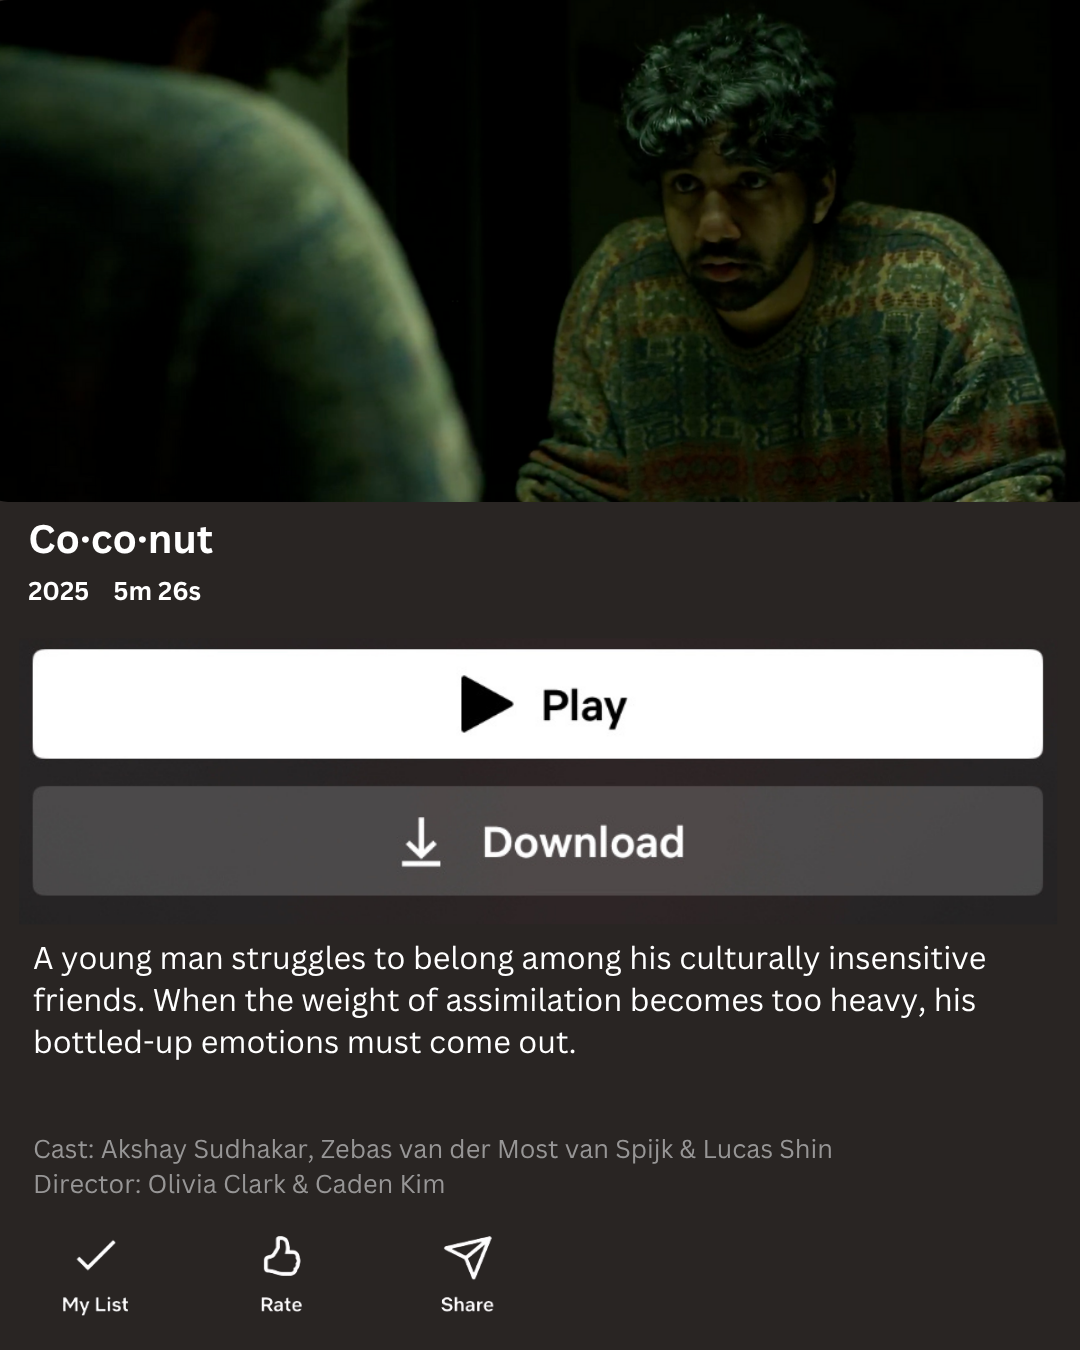 Co·co·nut
2025 5m 26s
Play
Download
A young man struggles to belong among his culturally insensitive
friends. When the weight of assimilation becomes too heavy, his
bottled-up emotions must come out.
Cast: Akshay Sudhakar, Zebas van der Most van Spijk & Lucas Shin
Director: Olivia Clark & Caden Kim
My List Rate Share